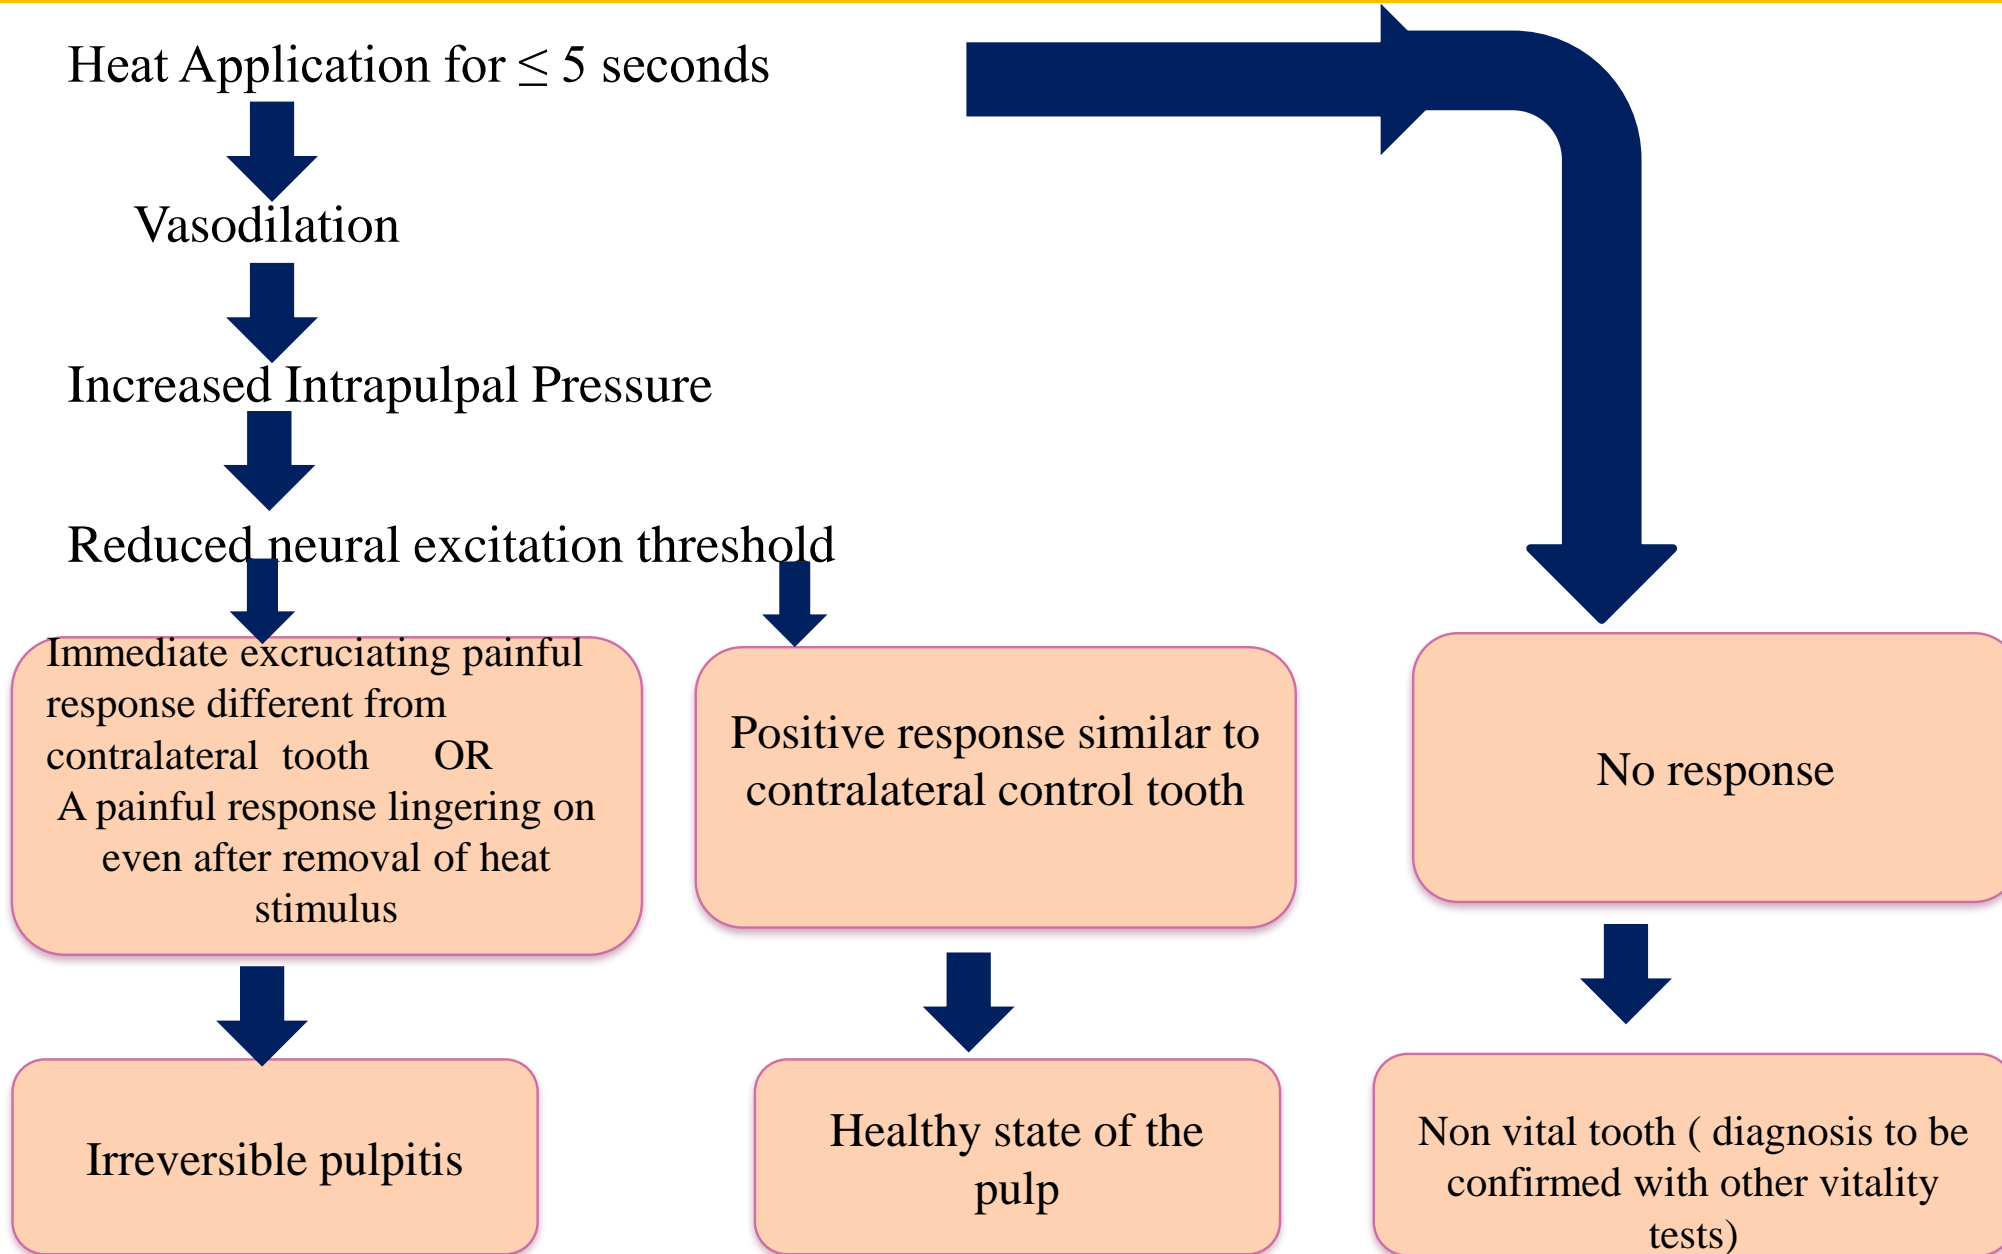 Heat Application for ≤ 5 seconds
Vasodilation
Increased Intrapulpal Pressure
Reduced neural excitation threshold
Immediate excruciating painful
response different from
contralateral tooth OR
A painful response lingering on
even after removal of heat
stimulus
Positive response similar to
contralateral control tooth
No response
Irreversible pulpitis
Healthy state of the
pulp
Non vital tooth ( diagnosis to be
confirmed with other vitality
tests)